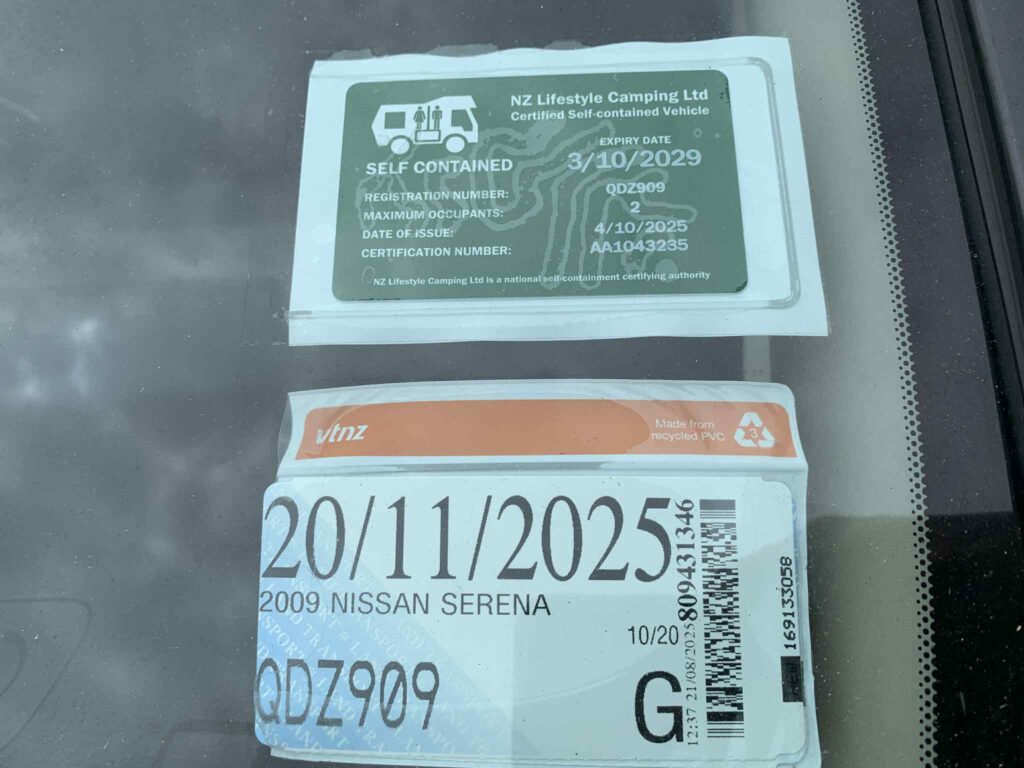 NZ Lifestyle Camping Ltd
Certified Self-contained Vehicle
SELF CONTAINED
EXPIRY DATE
3/10/2029
REGISTRATION NUMBER: QDZ909
MAXIMUM OCCUPANTS: 2
DATE OF ISSUE: 4/10/2025
CERTIFICATION NUMBER: AA1043235
NZ Lifestyle Camping Ltd is a national self-containment certifying authority
vtnz
Made from
recycled PVC
3
20/11/2025
2009 NISSAN SERENA
10/20
QDZ909
G
12:37 21/08/2025 809431346
169133058